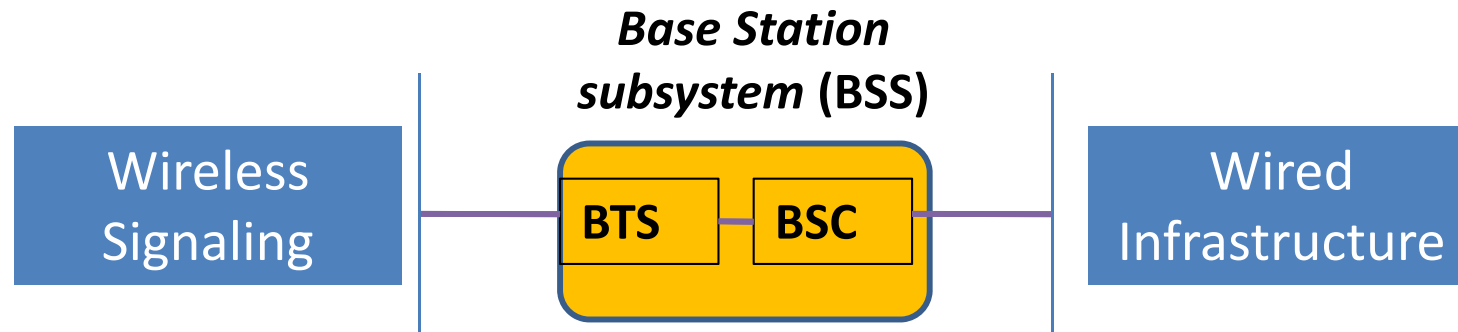 Base Station
subsystem (BSS)
Wireless
Signaling
BTS
BSC
Wired
Infrastructure